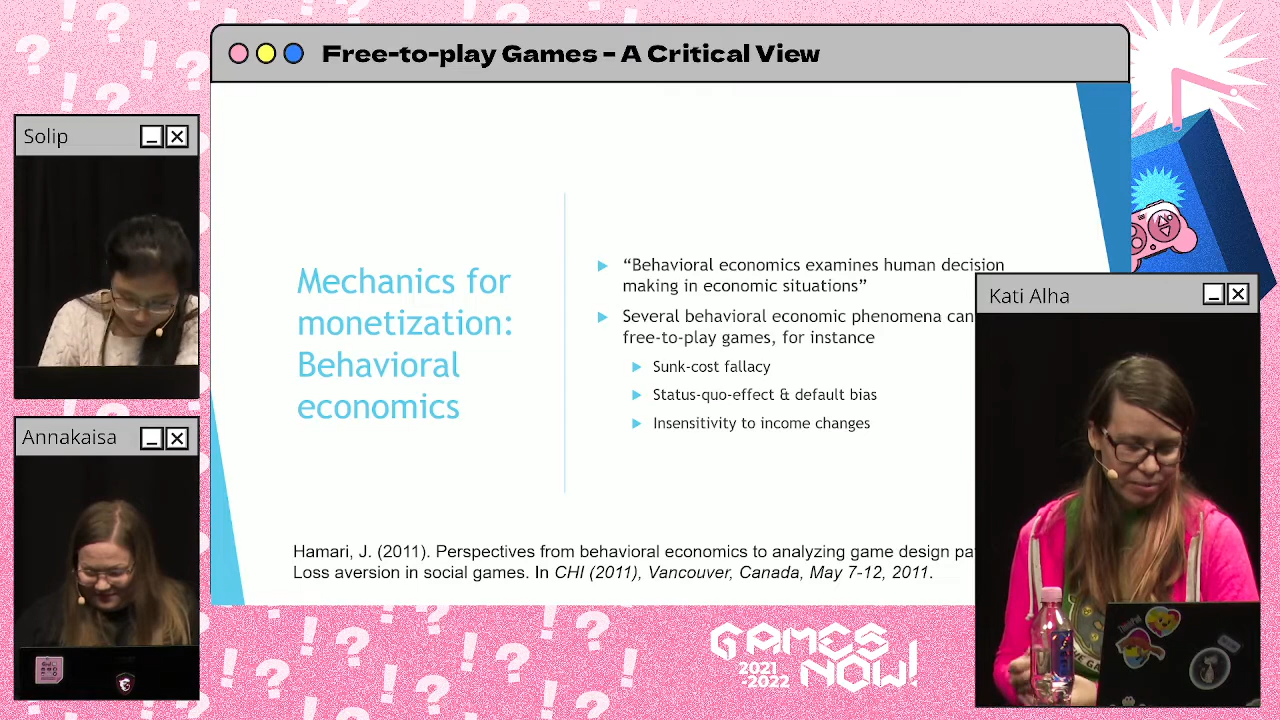 Free-to-play Games – A Critical View
Solip
Mechanics for
monetization:
Behavioral
economics
“Behavioral economics examines human decision
making in economic situations”
Several behavioral economic phenomena can
free-to-play games, for instance
Sunk-cost fallacy
Status-quo-effect & default bias
Insensitivity to income changes
Kati Alha
Annakaisa
Hamari, J. (2011). Perspectives from behavioral economics to analyzing game design
Loss aversion in social games. In CHI (2011), Vancouver, Canada, May 7-12, 2011.
GAMES
2021
-2022
NOW!